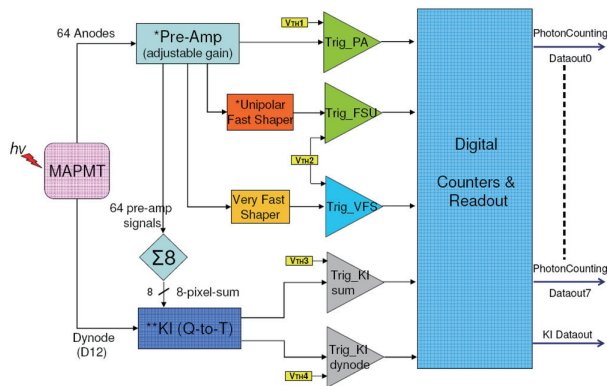 64 Anodes
*Pre-Amp
(adjustable gain)
VTH1
Trig_PA
PhotonCounting
Dataout0
*Unipolar
Fast Shaper
Trig_FSU
hν
MAPMT
VTH2
Digital
Counters &
Readout
64 pre-amp
signals
Very Fast
Shaper
Trig_VFS
Σ8
8
8-pixel-sum
VTH3
Trig_KI
sum
PhotonCounting
Dataout7
**KI (Q-to-T)
Dynode
(D12)
Trig_KI
dynode
KI Dataout
VTH4